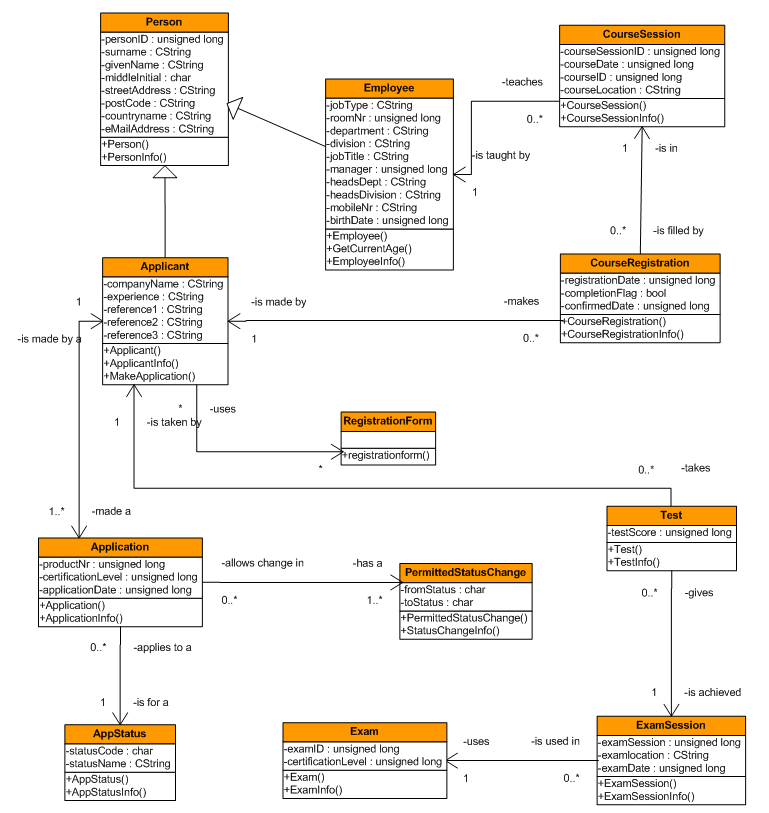 Person
-personID : unsigned long
-surname : CString
-givenName : CString
-middleInitial : char
-streetAddress : CString
-postCode : CString
-countryname : CString
-eMailAddress : CString
+Person()
+PersonInfo()
Employee
-jobType : CString
-roomNr : unsigned long
-department : CString
-division : CString
-jobTitle : CString
-manager : unsigned long
-headsDept : CString
-headsDivision : CString
-mobileNr : CString
-birthDate : unsigned long
+Employee()
+GetCurrentAge()
+EmployeeInfo()
CourseSession
-courseSessionID : unsigned long
-courseDate : unsigned long
-courseID : unsigned long
-courseLocation : CString
+CourseSession()
+CourseSessionInfo()
-teaches
0..*
-is taught by
1
1
-is in
0..*
-is filled by
CourseRegistration
-registrationDate : unsigned long
-completionFlag : bool
-confirmedDate : unsigned long
+CourseRegistration()
+CourseRegistrationInfo()
Applicant
-companyName : CString
-experience : CString
-reference1 : CString
-reference2 : CString
-reference3 : CString
+Applicant()
+ApplicantInfo()
+MakeApplication()
-is made by
1
-makes
0..*
1
-is made by a
*
-uses
1
-is taken by
*
RegistrationForm
+registrationform()
0..*
-takes
1..*
-made a
Test
-testScore : unsigned long
+Test()
+TestInfo()
Application
-productNr : unsigned long
-certificationLevel : unsigned long
-applicationDate : unsigned long
+Application()
+ApplicationInfo()
-allows change in
0..*
-has a
1..*
PermittedStatusChange
-fromStatus : char
-toStatus : char
+PermittedStatusChange()
+StatusChangeInfo()
0..*
-gives
0..*
-applies to a
1
-is for a
1
-is achieved
AppStatus
-statusCode : char
-statusName : CString
+AppStatus()
+AppStatusInfo()
Exam
-examID : unsigned long
-certificationLevel : unsigned long
+Exam()
+ExamInfo()
-uses
1
-is used in
0..*
ExamSession
-examSession : unsigned long
-examlocation : CString
-examDate : unsigned long
+ExamSession()
+ExamSessionInfo()